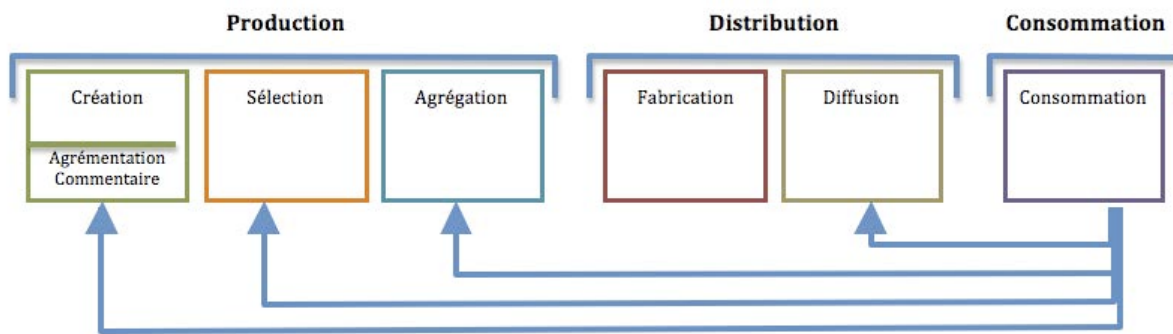 Production
Distribution
Consommation
Création
Sélection
Agrégation
Fabrication
Diffusion
Consommation
Agrémentation
Commentaire